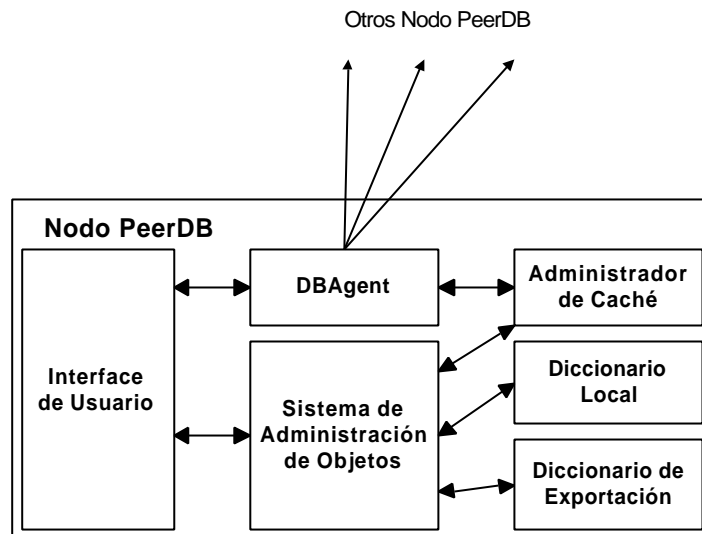 Otros Nodo PeerDB
Nodo PeerDB
Interface
de Usuario
DBAgent
Sistema de
Administración
de Objetos
Administrador
de Caché
Diccionario
Local
Diccionario de
Exportación